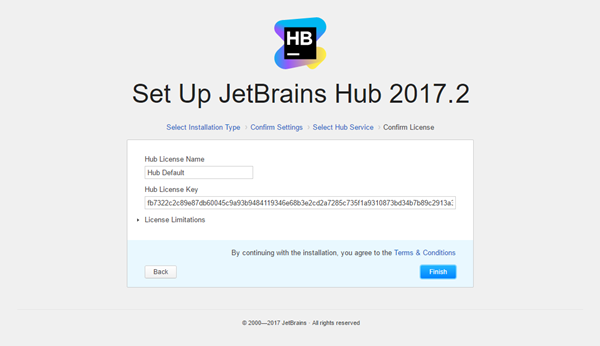 HB
Set Up JetBrains Hub 2017.2
Select Installation Type › Confirm Settings › Select Hub Service › Confirm License
Hub License Name
Hub Default
Hub License Key
fb7322c2c89e87db60045c9a93b9484119346e68b3e2cd2a7285c735f1a9310873bd34b7b89c2913a
License Limitations
By continuing with the installation, you agree to the Terms & Conditions
Back Finish
© 2000—2017 JetBrains · All rights reserved